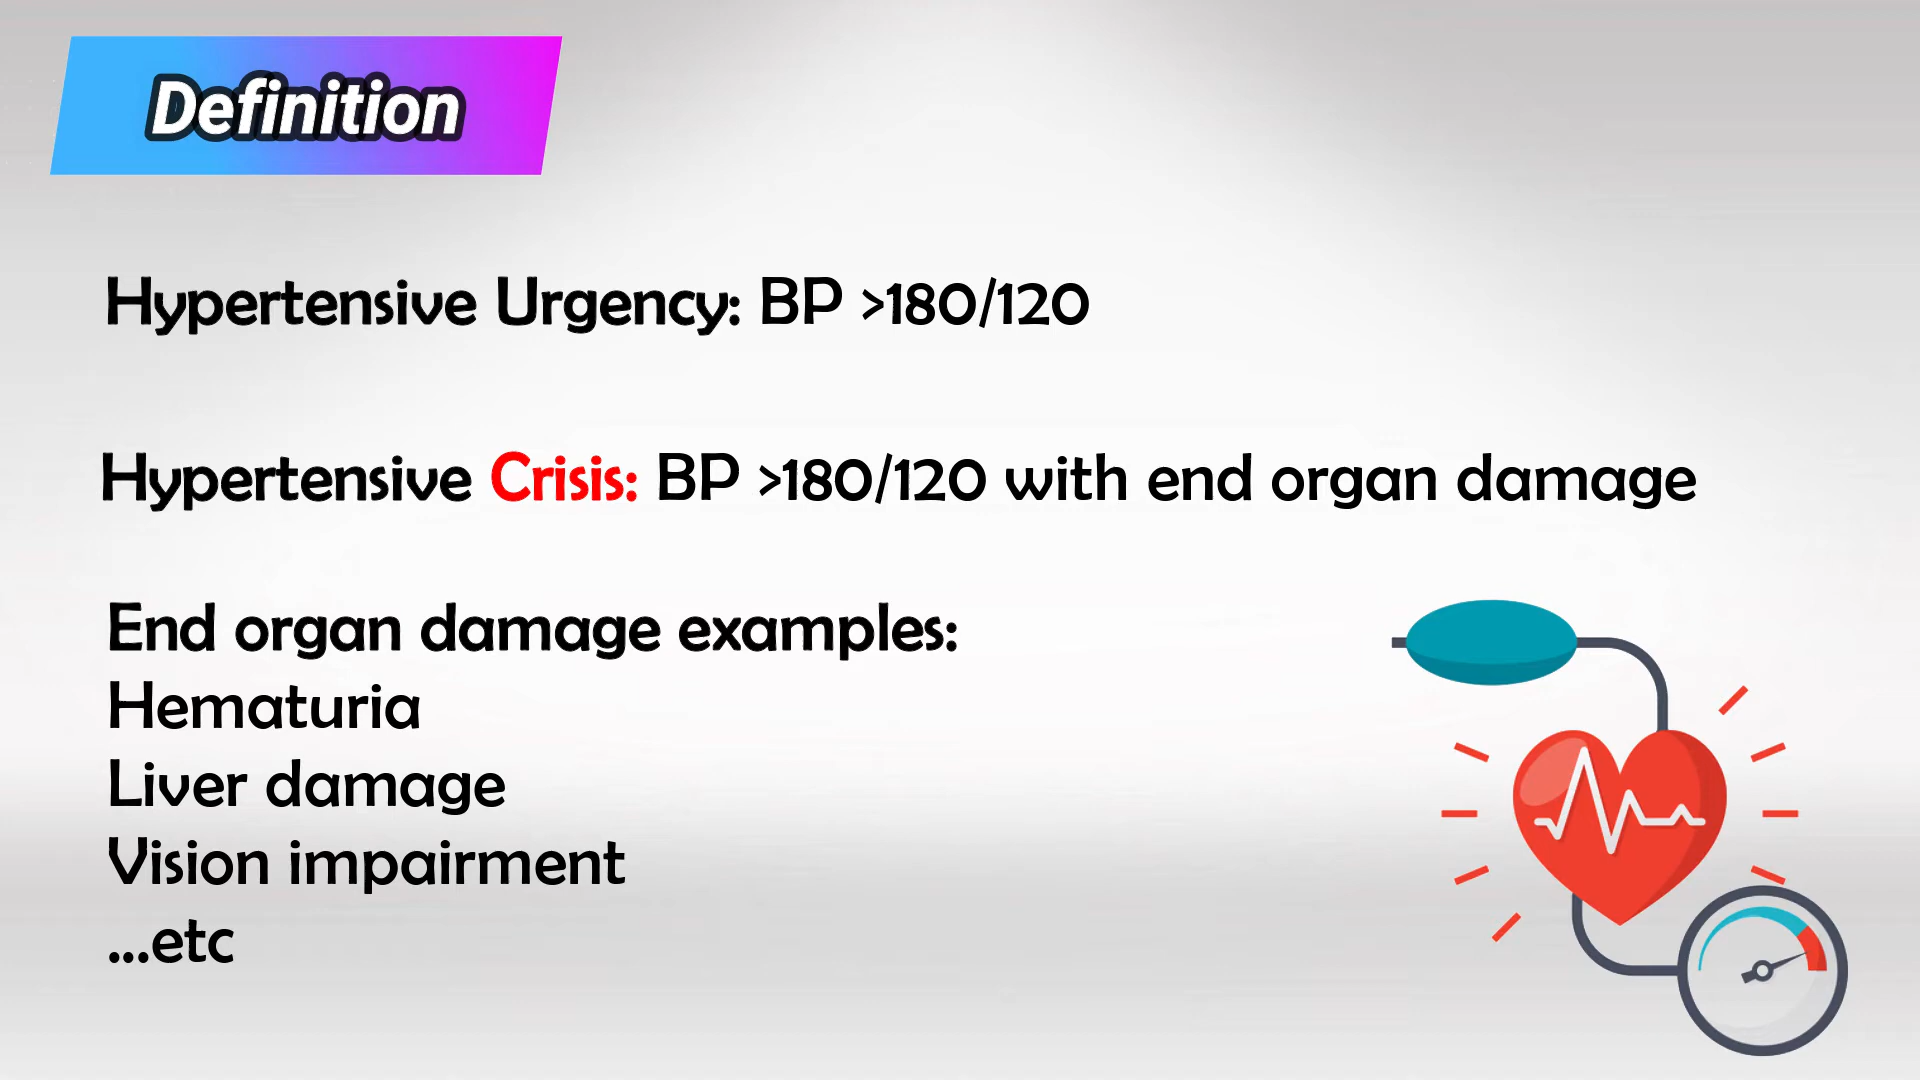 Definition
Hypertensive Urgency: BP >180/120
Hypertensive Crisis: BP >180/120 with end organ damage
End organ damage examples:
Hematuria
Liver damage
Vision impairment
...etc